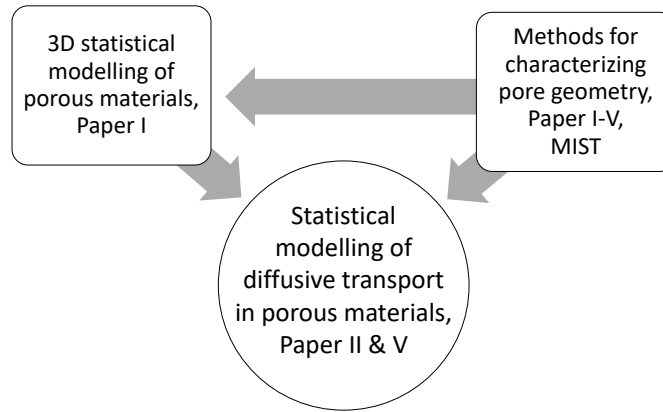 3D statistical
modelling of
porous materials,
Paper I
Methods for
characterizing
pore geometry,
Paper I-V,
MIST
Statistical
modelling of
diffusive transport
in porous materials,
Paper II & V